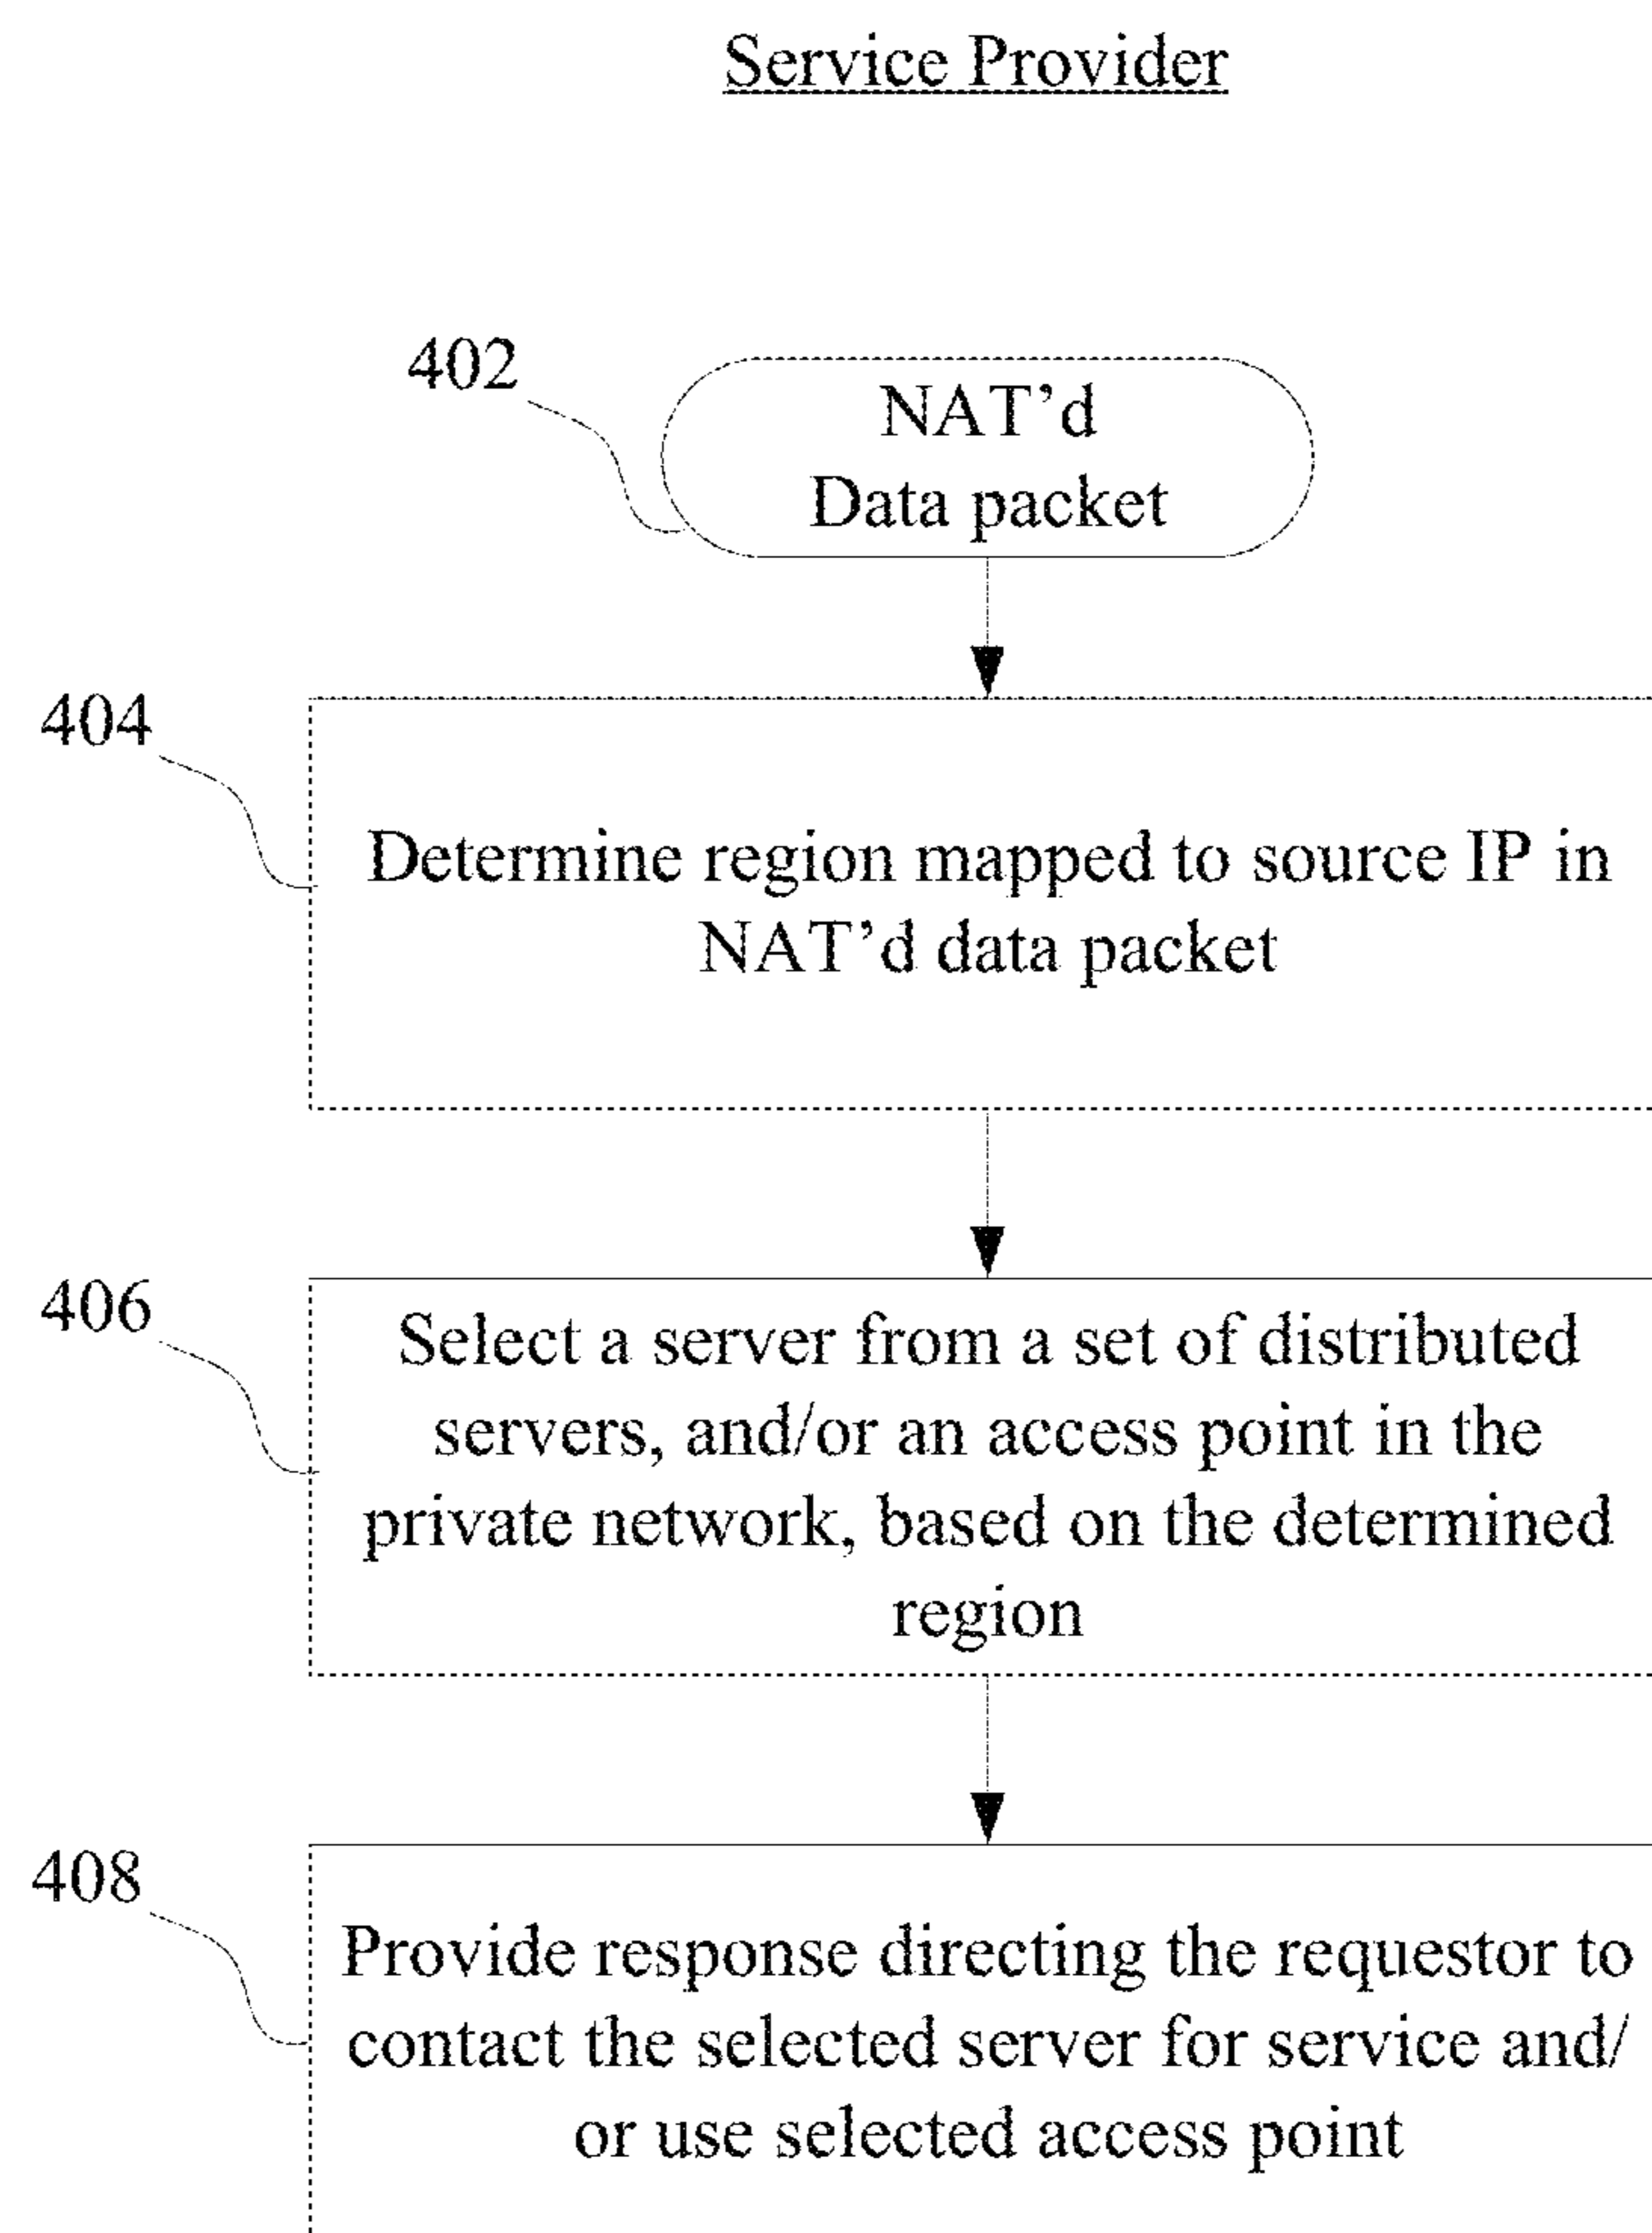 Service Provider
402
NAT'd
Data packet
404
Determine region mapped to source IP in
NAT'd data packet
406
Select a server from a set of distributed
servers, and/or an access point in the
private network, based on the determined
region
408
Provide response directing the requestor to
contact the selected server for service and/
or use selected access point